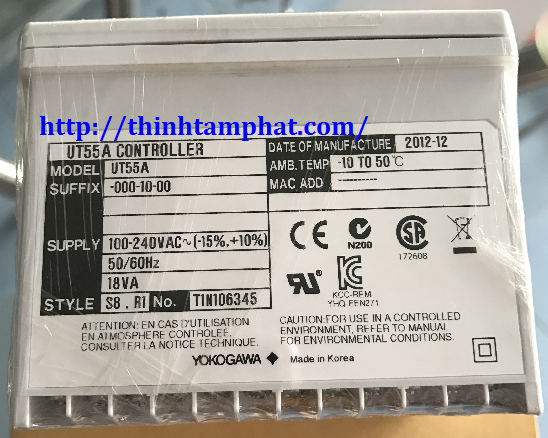 http://thinhtamphat.com/
UT55A CONTROLLER
MODEL UT55A
SUFFIX -000-10-00
SUPPLY 100-240VAC~(-15%,+10%)
50/60Hz
18VA
STYLE S8 . R1 No. TIN106345
DATE OF MANUFACTURE 2012-12
AMB.TEMP -10 TO 50℃
MAC ADD ----------
CE
N200
172608
KCC-REM
YHQ-EEN271
ATTENTION: EN CAS D'UTILISATION
EN ATMOSPHERE CONTROLÉE.
CONSULTER LA NOTICE TECHNIQUE.
CAUTION:FOR USE IN A CONTROLLED
ENVIRONMENT, REFER TO MANUAL
FOR ENVIRONMENTAL CONDITIONS.
YOKOGAWA ◆ Made in Korea